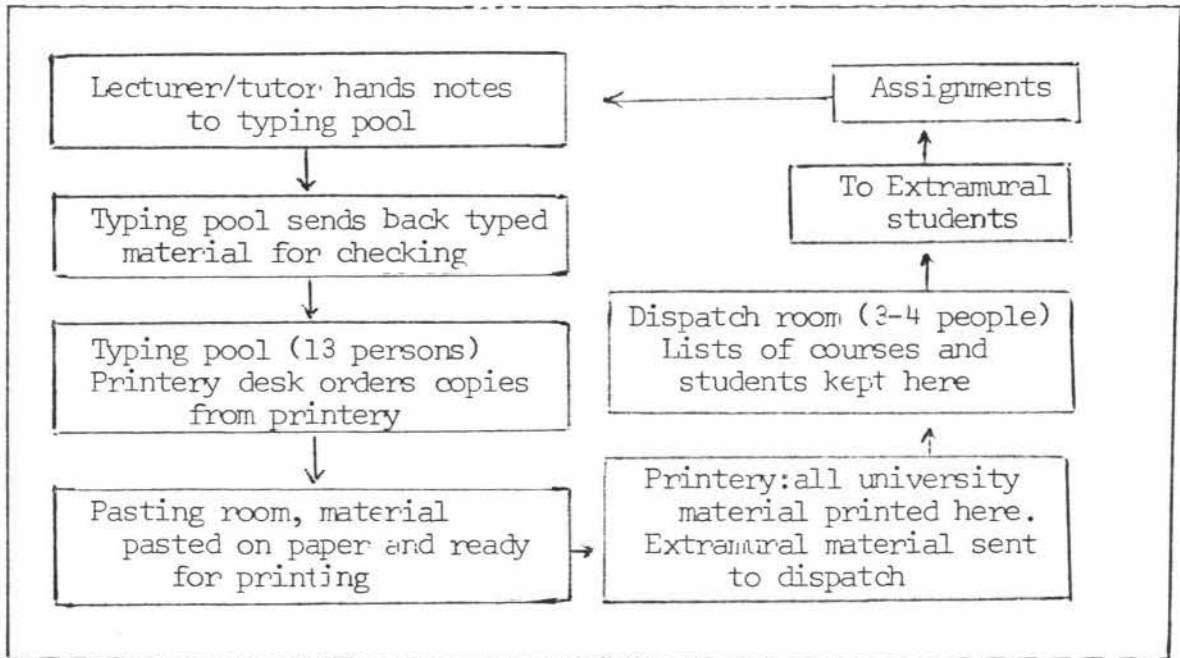 Lecturer/tutor hands notes
to typing pool
Typing pool sends back typed
material for checking
Typing pool (13 persons)
Printery desk orders copies
from printery
Pasting room, material
pasted on paper and ready
for printing
Printery:all university
material printed here.
Extramural material sent
to dispatch
Dispatch room (3-4 people)
Lists of courses and
students kept here
To Extramural
students
Assignments